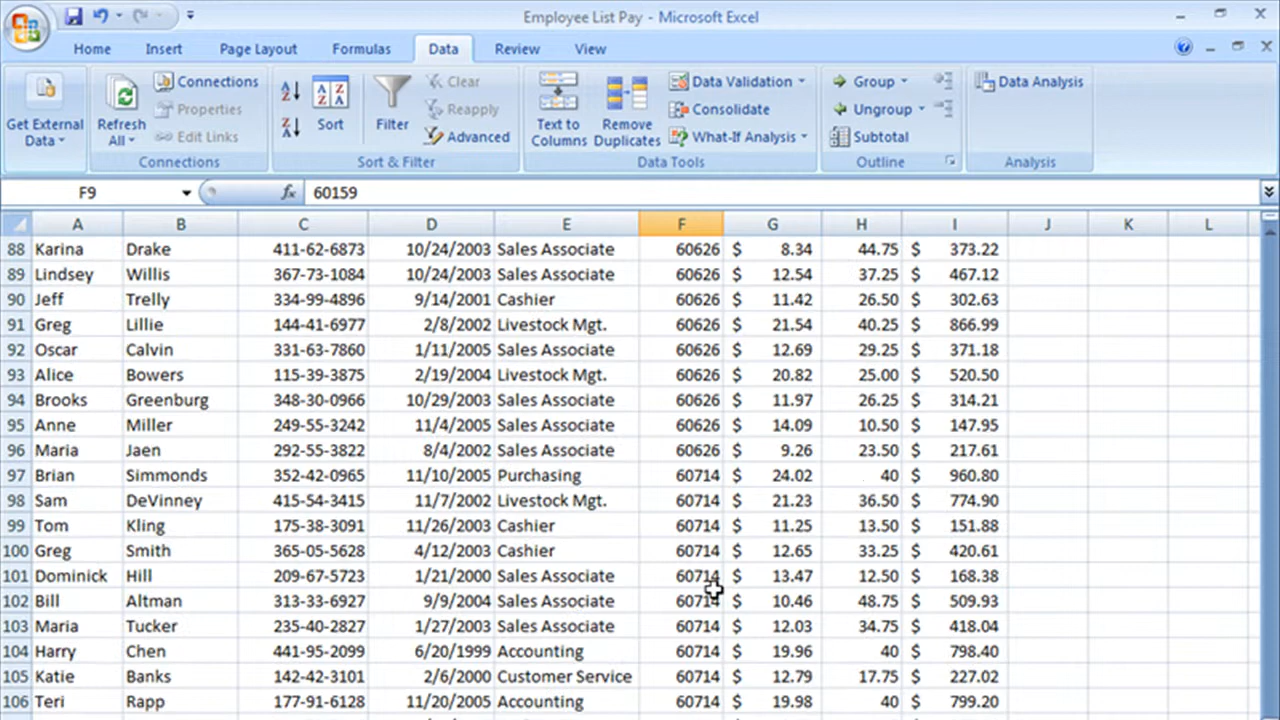 Employee List Pay - Microsoft Excel
Home Insert Page Layout Formulas Data Review View
Get External Data
Refresh All
Connections
Properties
Edit Links
Connections
Sort
Filter
Clear
Reapply
Advanced
Sort & Filter
Text to Columns
Remove Duplicates
Data Validation
Consolidate
What-If Analysis
Data Tools
Group
Ungroup
Subtotal
Outline
Data Analysis
Analysis
F9 fx 60159
A B C D E F G H I J K L
88 Karina Drake 411-62-6873 10/24/2003 Sales Associate 60626 $ 8.34 44.75 $ 373.22
89 Lindsey Willis 367-73-1084 10/24/2003 Sales Associate 60626 $ 12.54 37.25 $ 467.12
90 Jeff Trelly 334-99-4896 9/14/2001 Cashier 60626 $ 11.42 26.50 $ 302.63
91 Greg Lillie 144-41-6977 2/8/2002 Livestock Mgt. 60626 $ 21.54 40.25 $ 866.99
92 Oscar Calvin 331-63-7860 1/11/2005 Sales Associate 60626 $ 12.69 29.25 $ 371.18
93 Alice Bowers 115-39-3875 2/19/2004 Livestock Mgt. 60626 $ 20.82 25.00 $ 520.50
94 Brooks Greenburg 348-30-0966 10/29/2003 Sales Associate 60626 $ 11.97 26.25 $ 314.21
95 Anne Miller 249-55-3242 11/4/2005 Sales Associate 60626 $ 14.09 10.50 $ 147.95
96 Maria Jaen 292-55-3822 8/4/2002 Sales Associate 60626 $ 9.26 23.50 $ 217.61
97 Brian Simmonds 352-42-0965 11/10/2005 Purchasing 60714 $ 24.02 40 $ 960.80
98 Sam DeVinney 415-54-3415 11/7/2002 Livestock Mgt. 60714 $ 21.23 36.50 $ 774.90
99 Tom Kling 175-38-3091 11/26/2003 Cashier 60714 $ 11.25 13.50 $ 151.88
100 Greg Smith 365-05-5628 4/12/2003 Cashier 60714 $ 12.65 33.25 $ 420.61
101 Dominick Hill 209-67-5723 1/21/2000 Sales Associate 60714 $ 13.47 12.50 $ 168.38
102 Bill Altman 313-33-6927 9/9/2004 Sales Associate 60714 $ 10.46 48.75 $ 509.93
103 Maria Tucker 235-40-2827 1/27/2003 Sales Associate 60714 $ 12.03 34.75 $ 418.04
104 Harry Chen 441-95-2099 6/20/1999 Accounting 60714 $ 19.96 40 $ 798.40
105 Katie Banks 142-42-3101 2/6/2000 Customer Service 60714 $ 12.79 17.75 $ 227.02
106 Teri Rapp 177-91-6128 11/20/2005 Accounting 60714 $ 19.98 40 $ 799.20